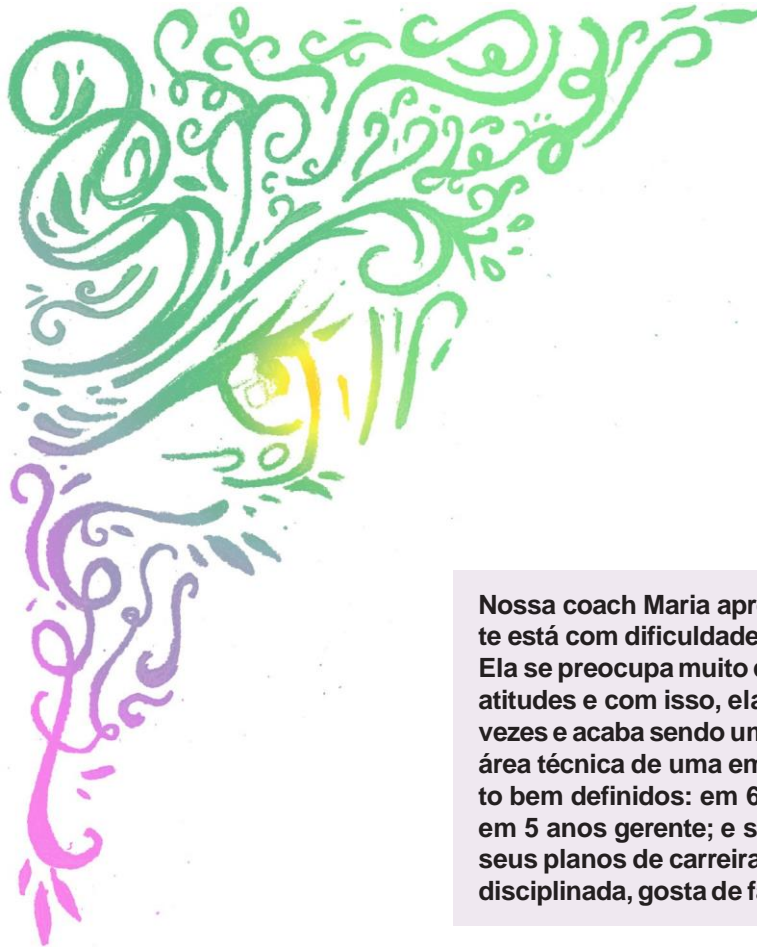 Nossa coach Maria apr
te está com dificuldade
Ela se preocupa muito
atitudes e com isso, ela
vezes e acaba sendo um
área técnica de uma em
to bem definidos: em 6
em 5 anos gerente; e s
seus planos de carreira
disciplinada, gosta de fa